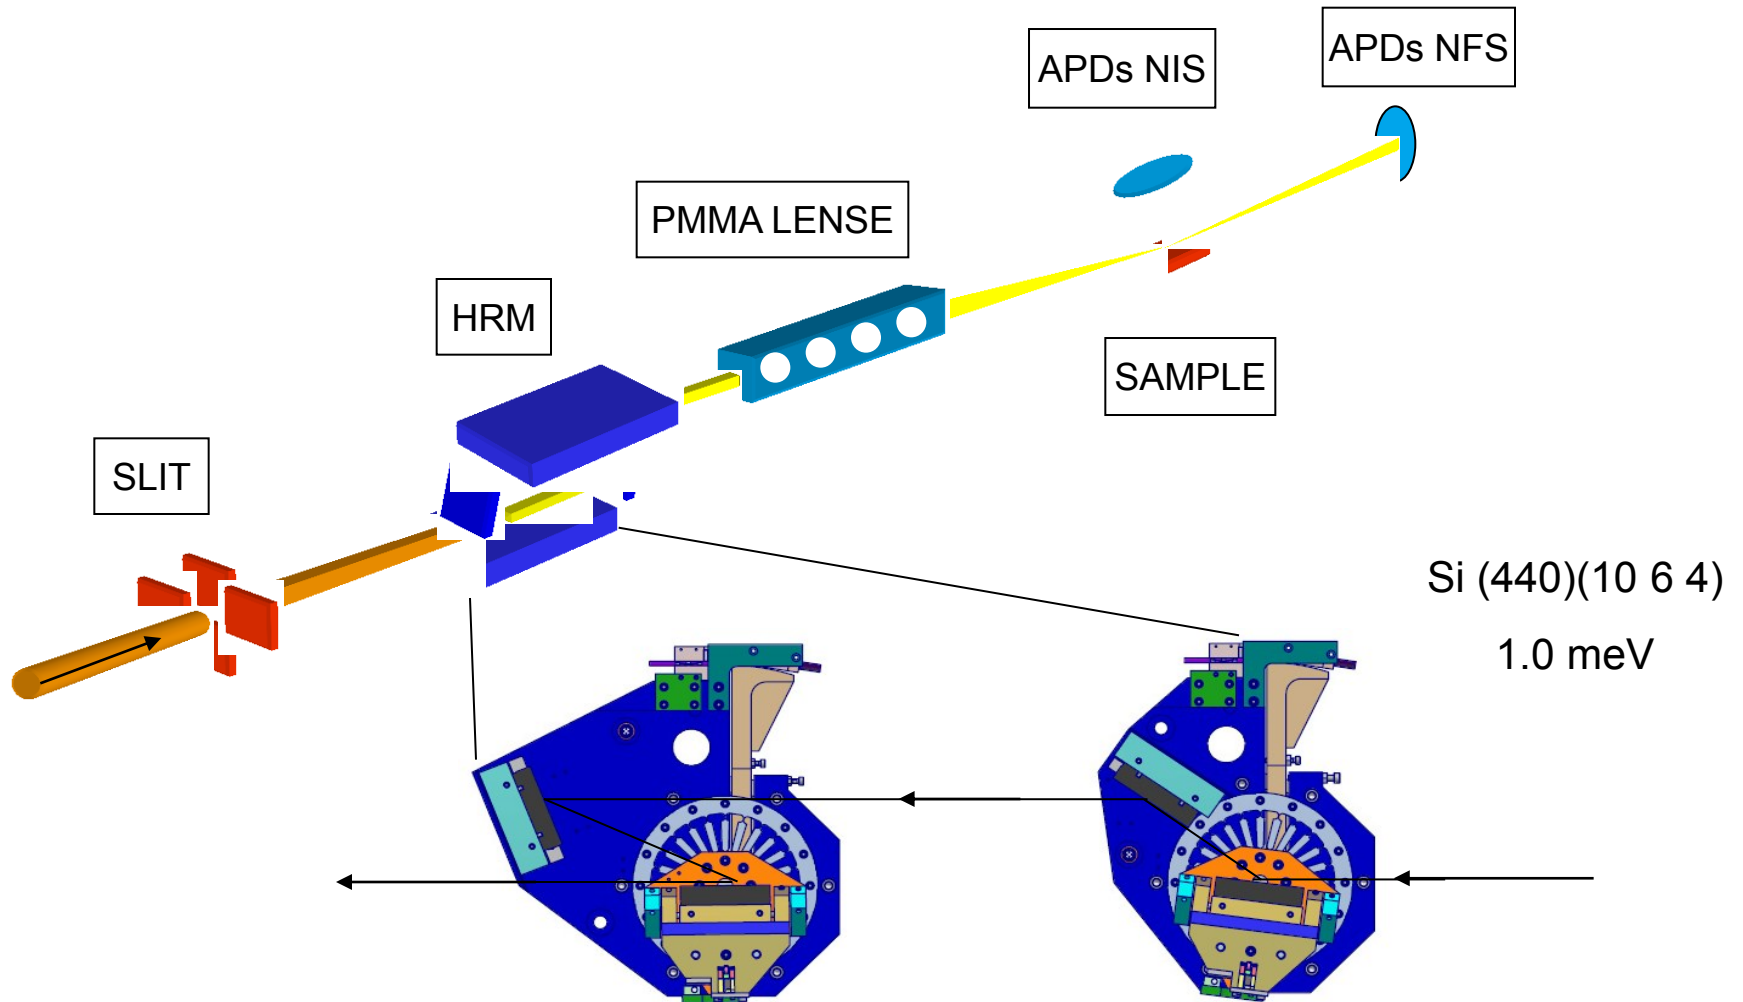 APDs NFS
APDs NIS
PMMA LENSE
HRM
SAMPLE
SLIT
Si (440)(10 6 4)
1.0 meV